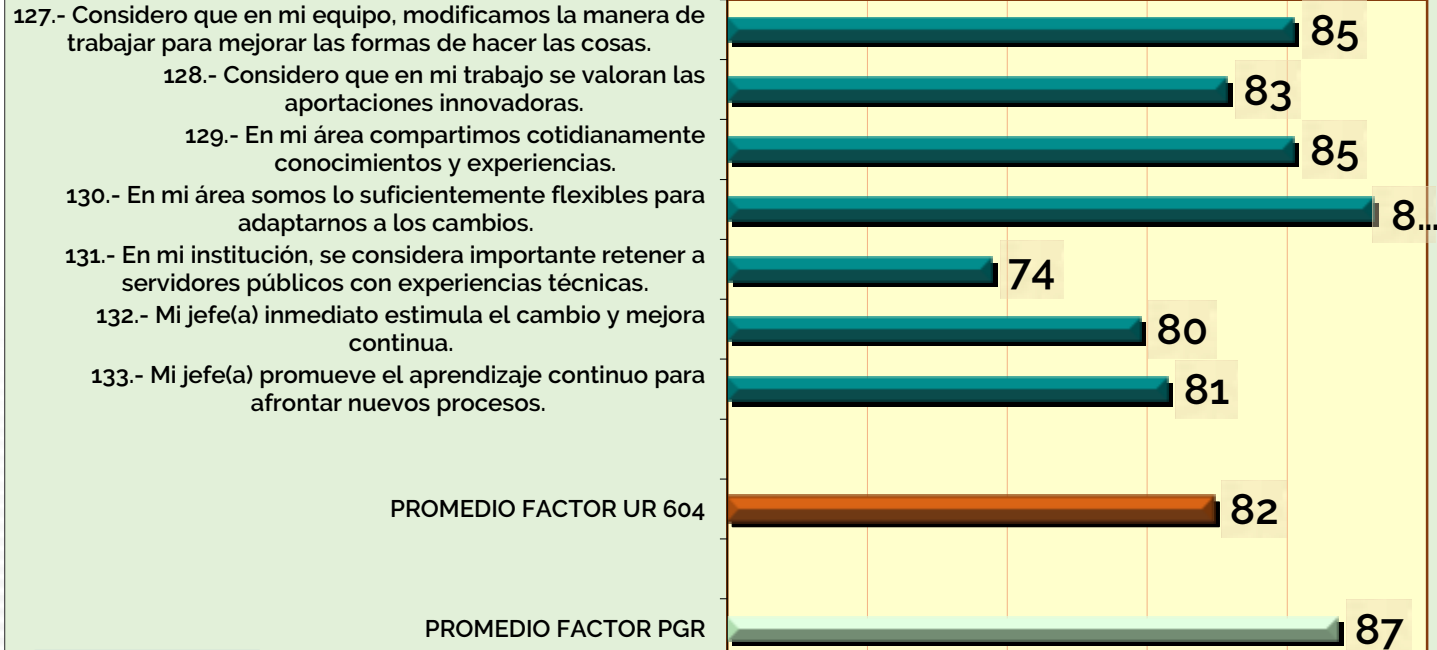 127.- Considero que en mi equipo, modificamos la manera de
trabajar para mejorar las formas de hacer las cosas.
85
128.- Considero que en mi trabajo se valoran las
aportaciones innovadoras.
83
129.- En mi área compartimos cotidianamente
conocimientos y experiencias.
85
130.- En mi área somos lo suficientemente flexibles para
adaptarnos a los cambios.
8...
131.- En mi institución, se considera importante retener a
servidores públicos con experiencias técnicas.
74
132.- Mi jefe(a) inmediato estimula el cambio y mejora
continua.
80
133.- Mi jefe(a) promueve el aprendizaje continuo para
afrontar nuevos procesos.
81
PROMEDIO FACTOR UR 604
82
PROMEDIO FACTOR PGR
87